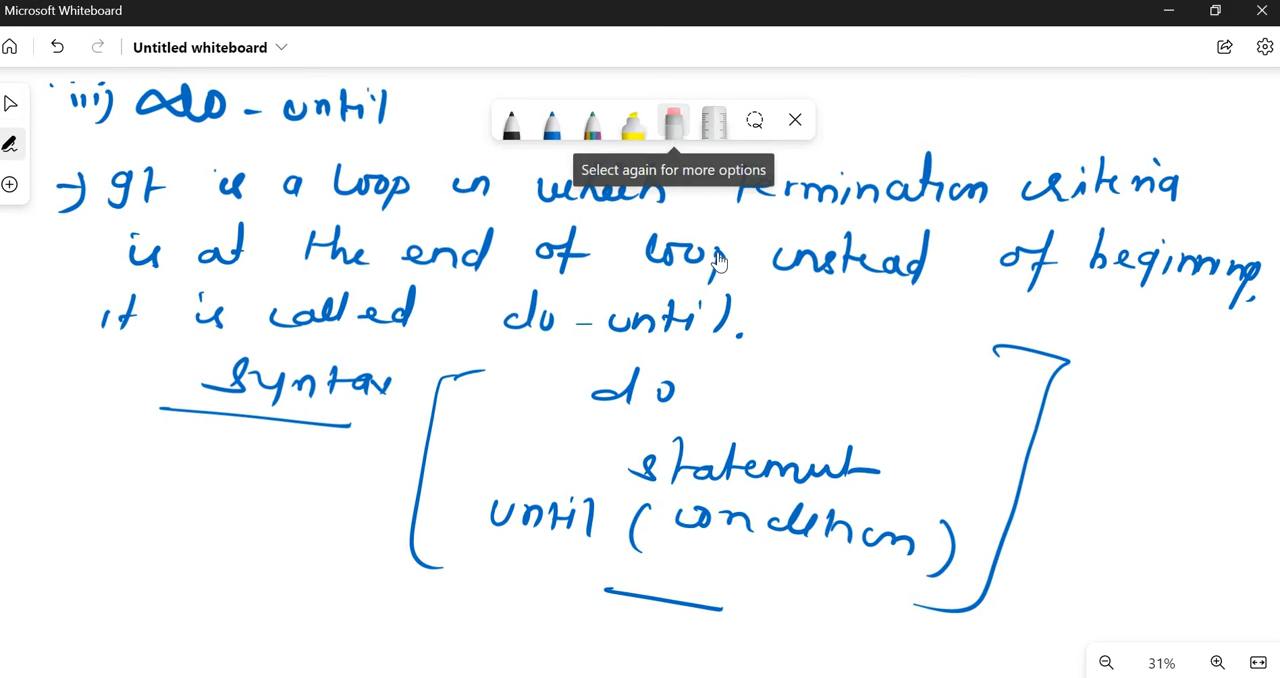 Microsoft Whiteboard
Untitled whiteboard
iii) do - until
Select again for more options
→ It is a loop in which termination criteria
is at the end of loop instead of beginning,
it is called do - until.
Syntax
do
statement
until (condition)
31%